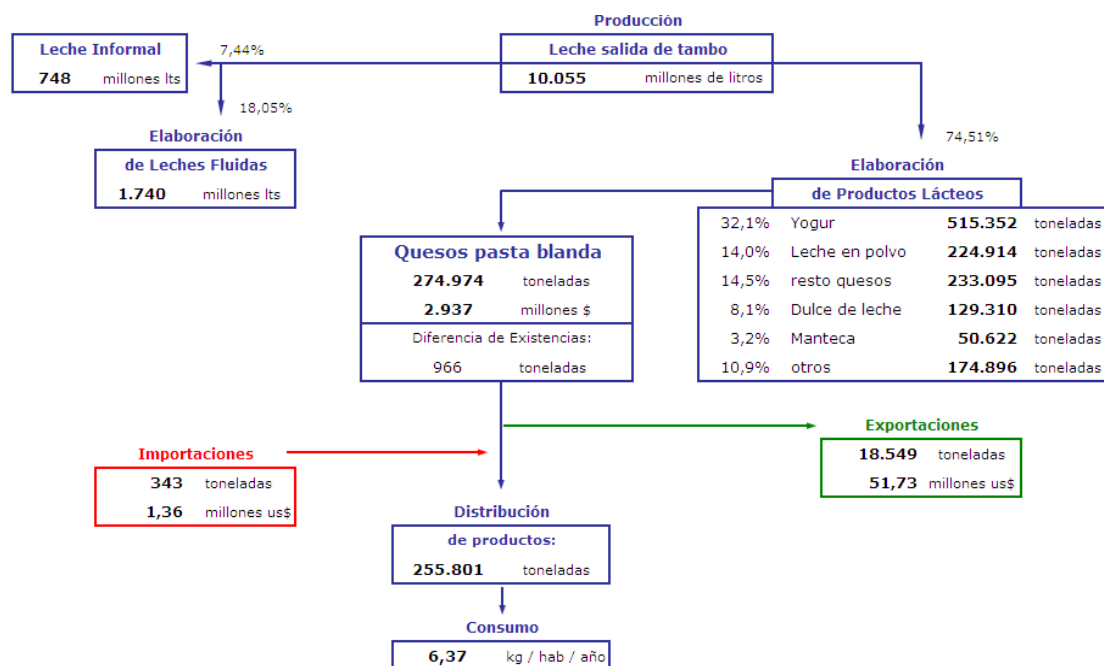 Producción
Leche Informal 7,44% Leche salida de tambo
748 millones lts 10.055 millones de litros
18,05%
Elaboración 74,51%
de Leches Fluidas Elaboración
1.740 millones lts de Productos Lácteos
32,1% Yogur 515.352 toneladas
Quesos pasta blanda 14,0% Leche en polvo 224.914 toneladas
274.974 toneladas 14,5% resto quesos 233.095 toneladas
2.937 millones $ 8,1% Dulce de leche 129.310 toneladas
Diferencia de Existencias: 3,2% Manteca 50.622 toneladas
966 toneladas 10,9% otros 174.896 toneladas
Exportaciones
Importaciones 18.549 toneladas
343 toneladas 51,73 millones us$
1,36 millones us$
Distribución
de productos:
255.801 toneladas
Consumo
6,37 kg / hab / año